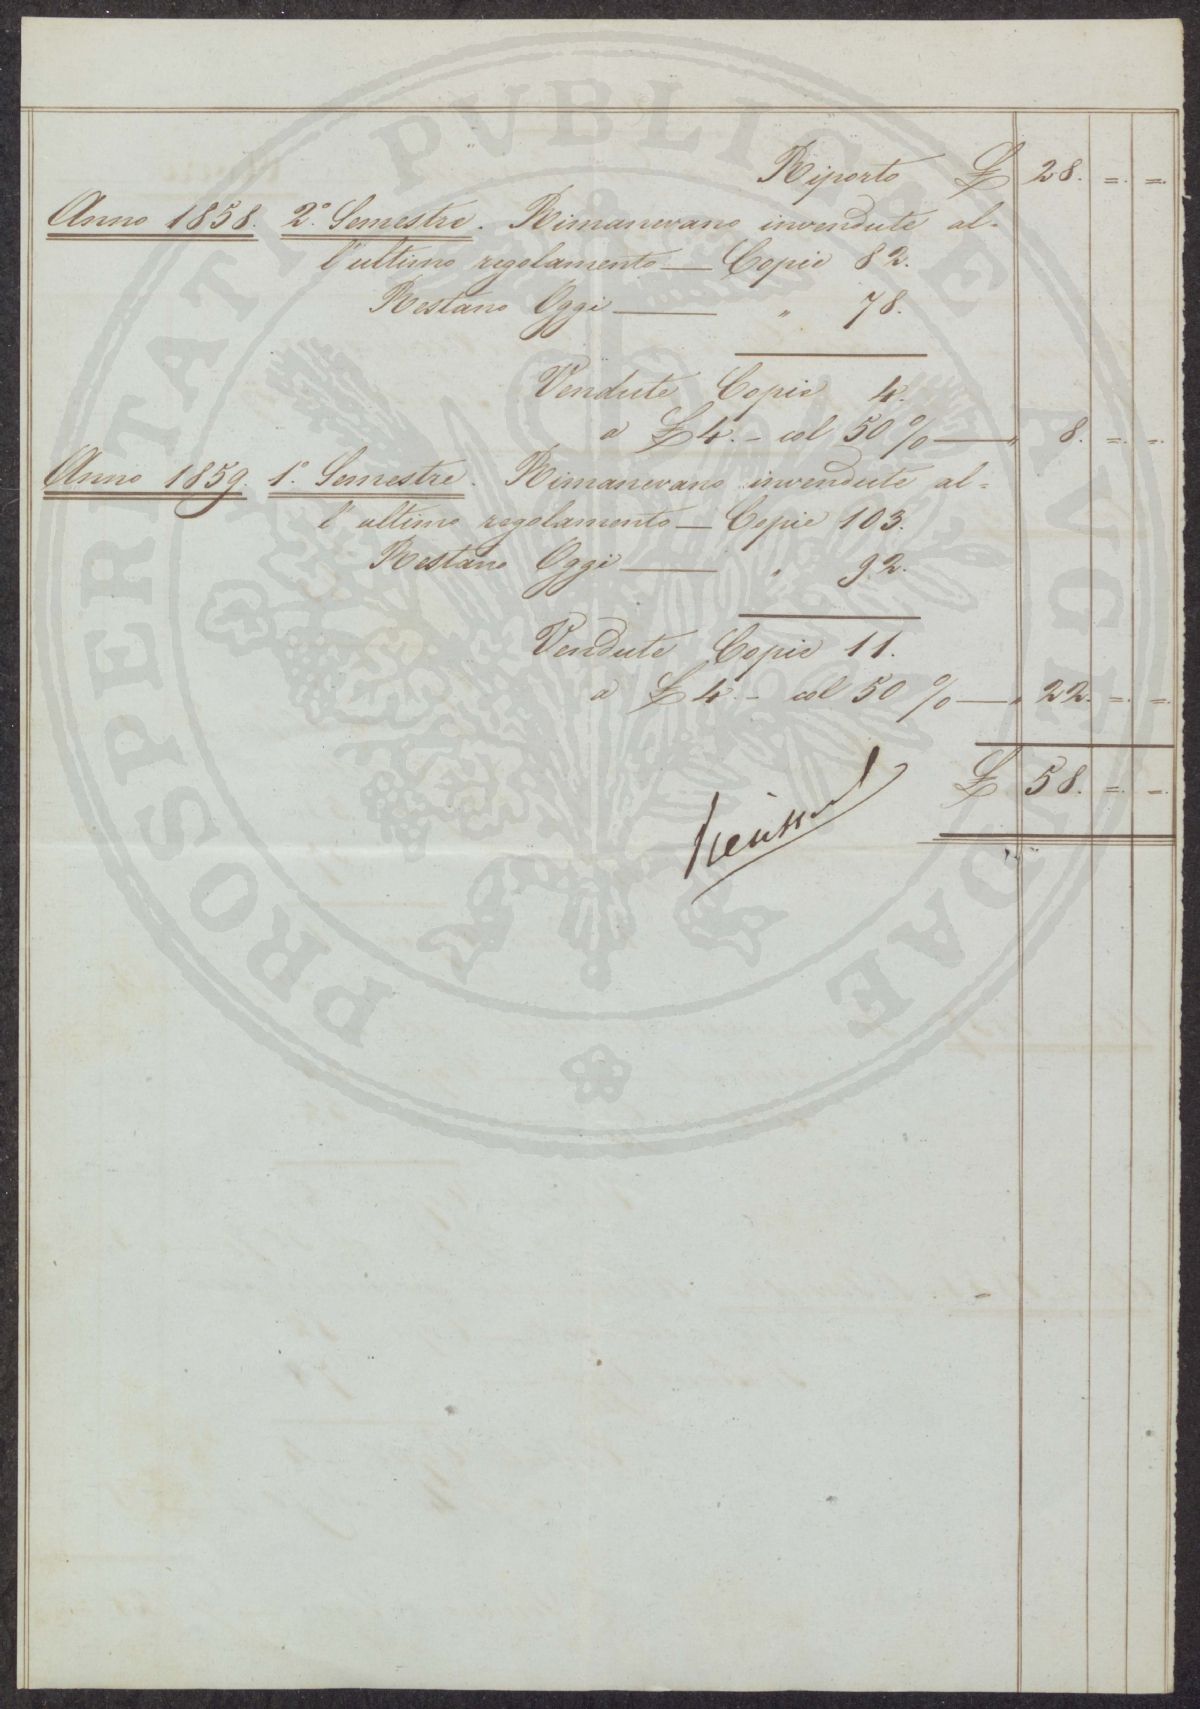 Riporto £ 28. = =
Anno 1858. 2° Semestre. Rimanevano invendute al=
l'ultimo regolamento — Copie 82.
Restano Oggi — " 78.
Vendute Copie 4.
a £ 4. - col 50 % — " 8. = =
Anno 1859. 1° Semestre. Rimanevano invendute al=
l'ultimo regolamento — Copie 103.
Restano Oggi — " 92.
Vendute Copie 11.
a £ 4. - col 50 % — " 22. = =
£ 58. = =
PROSPERITATI PUBLICAE AUGENDAE